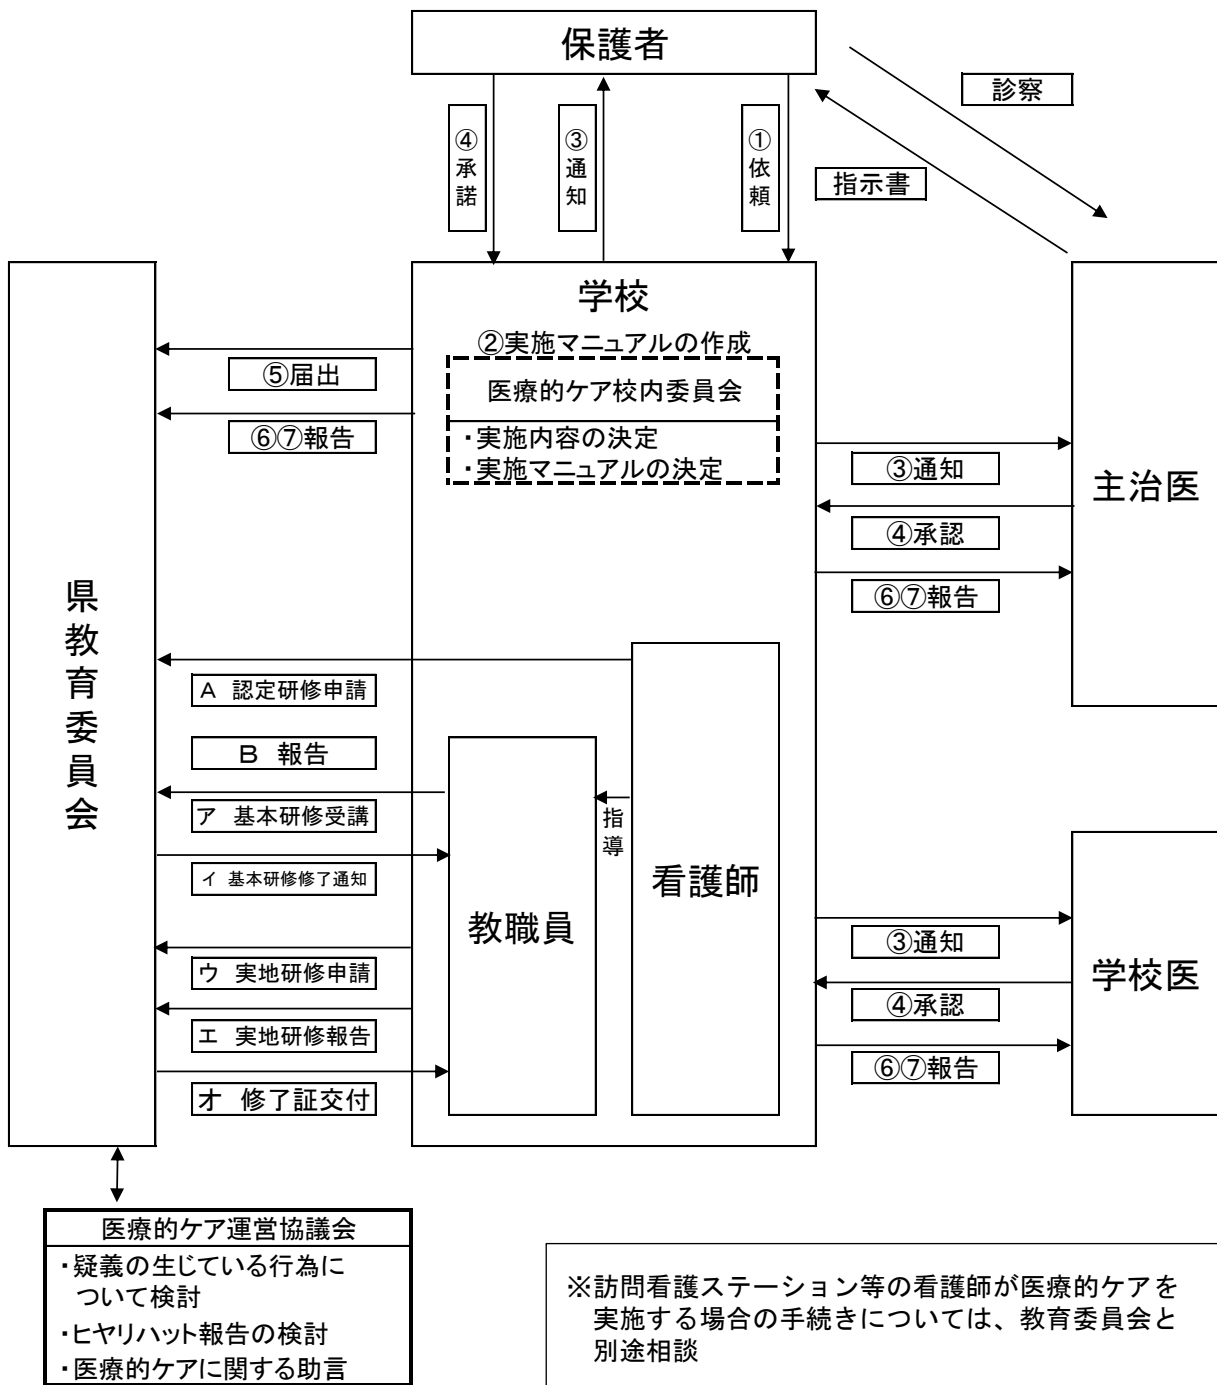 保護者
診察
④承諾
③通知
①依頼
指示書
学校
②実施マニュアルの作成
医療的ケア校内委員会
・実施内容の決定
・実施マニュアルの決定
⑤届出
⑥⑦報告
③通知
④承認
⑥⑦報告
主治医
県教育委員会
A 認定研修申請
B 報告
ア 基本研修受講
イ 基本研修修了通知
ウ 実地研修申請
エ 実地研修報告
オ 修了証交付
教職員
指導
看護師
③通知
④承認
⑥⑦報告
学校医
医療的ケア運営協議会
・疑義の生じている行為に
ついて検討
・ヒヤリハット報告の検討
・医療的ケアに関する助言
※訪問看護ステーション等の看護師が医療的ケアを
実施する場合の手続きについては、教育委員会と
別途相談